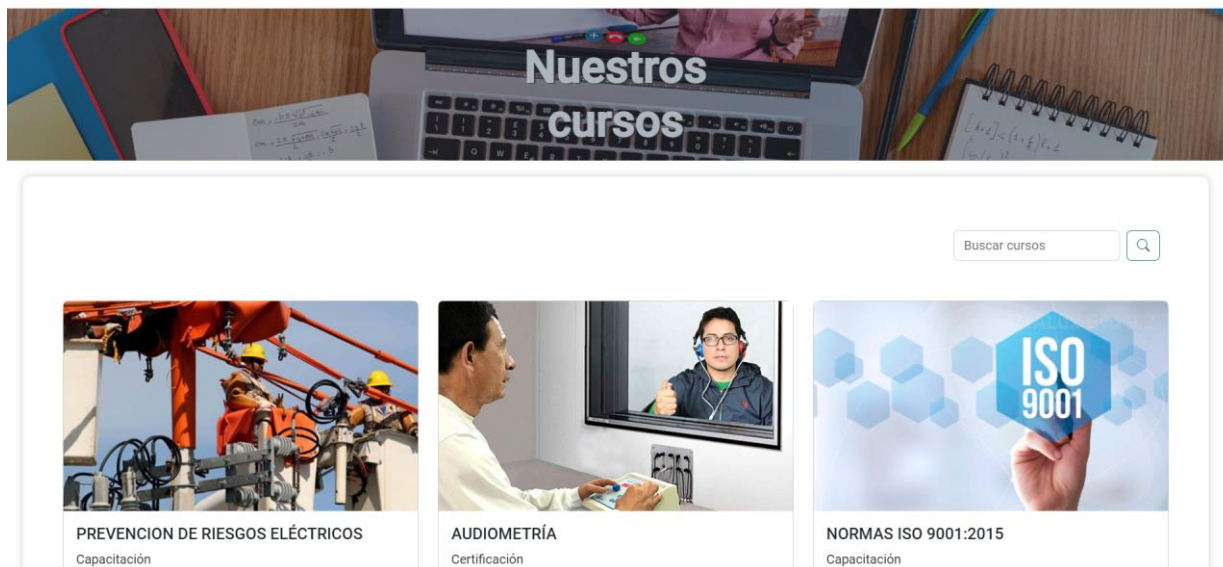 Nuestros
cursos
Buscar cursos
ISO
9001
PREVENCION DE RIESGOS ELÉCTRICOS
Capacitación
AUDIOMETRÍA
Certificación
NORMAS ISO 9001:2015
Capacitación